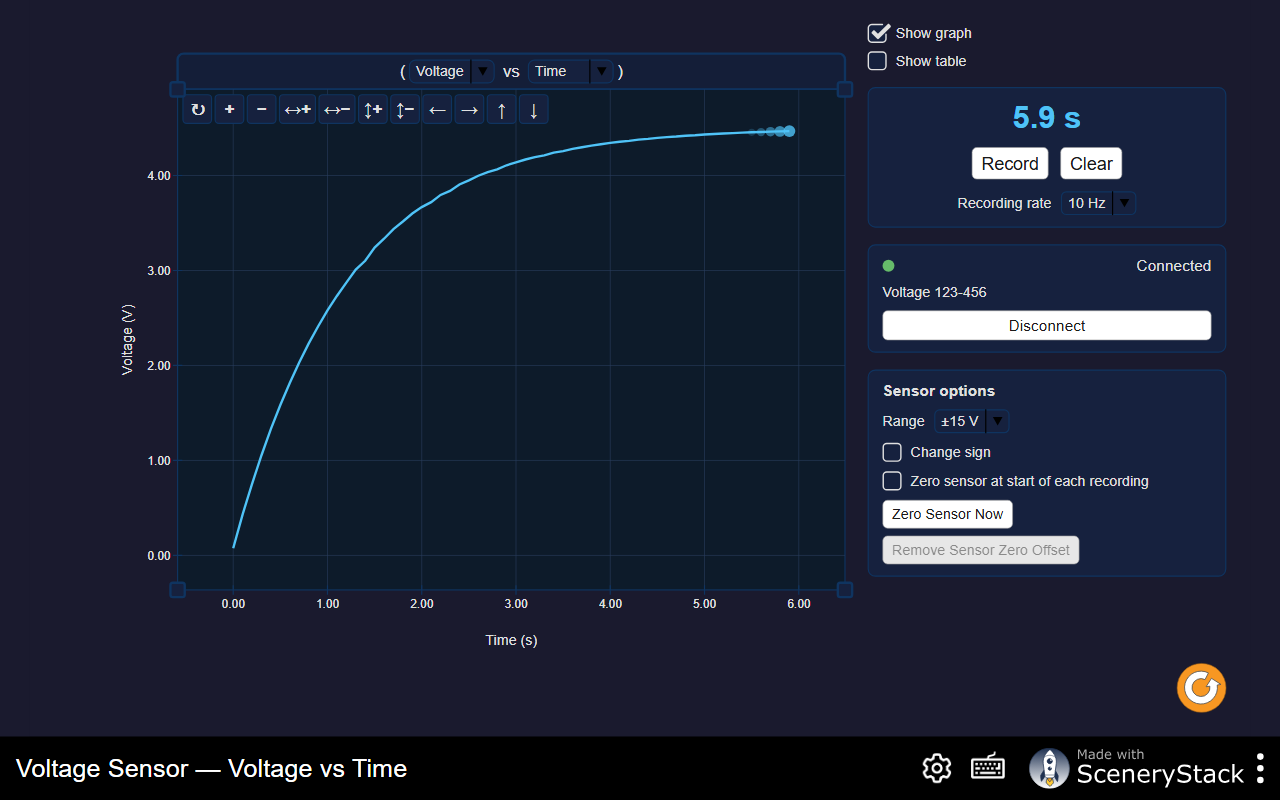 Show graph
Show table
( Voltage ▼ vs Time ▼ )
↻ + − ↔+ ↔− ↕+ ↕− ← → ↑ ↓
5.9 s
Record Clear
Recording rate 10 Hz ▼
4.00
3.00
2.00
1.00
0.00
Voltage (V)
0.00 1.00 2.00 3.00 4.00 5.00 6.00
Time (s)
Connected
Voltage 123-456
Disconnect
Sensor options
Range ±15 V ▼
Change sign
Zero sensor at start of each recording
Zero Sensor Now
Remove Sensor Zero Offset
Voltage Sensor — Voltage vs Time
Made with
SceneryStack